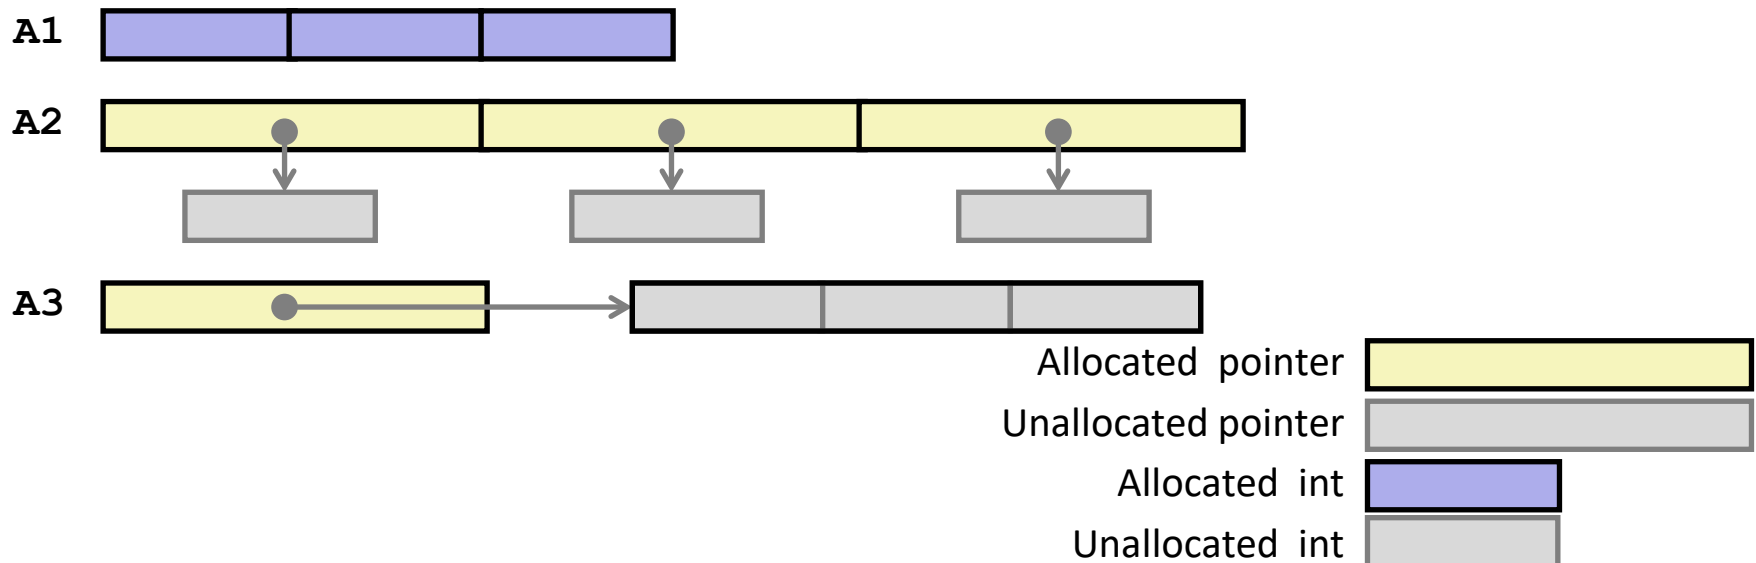 A1
A2
A3
Allocated pointer
Unallocated pointer
Allocated int
Unallocated int